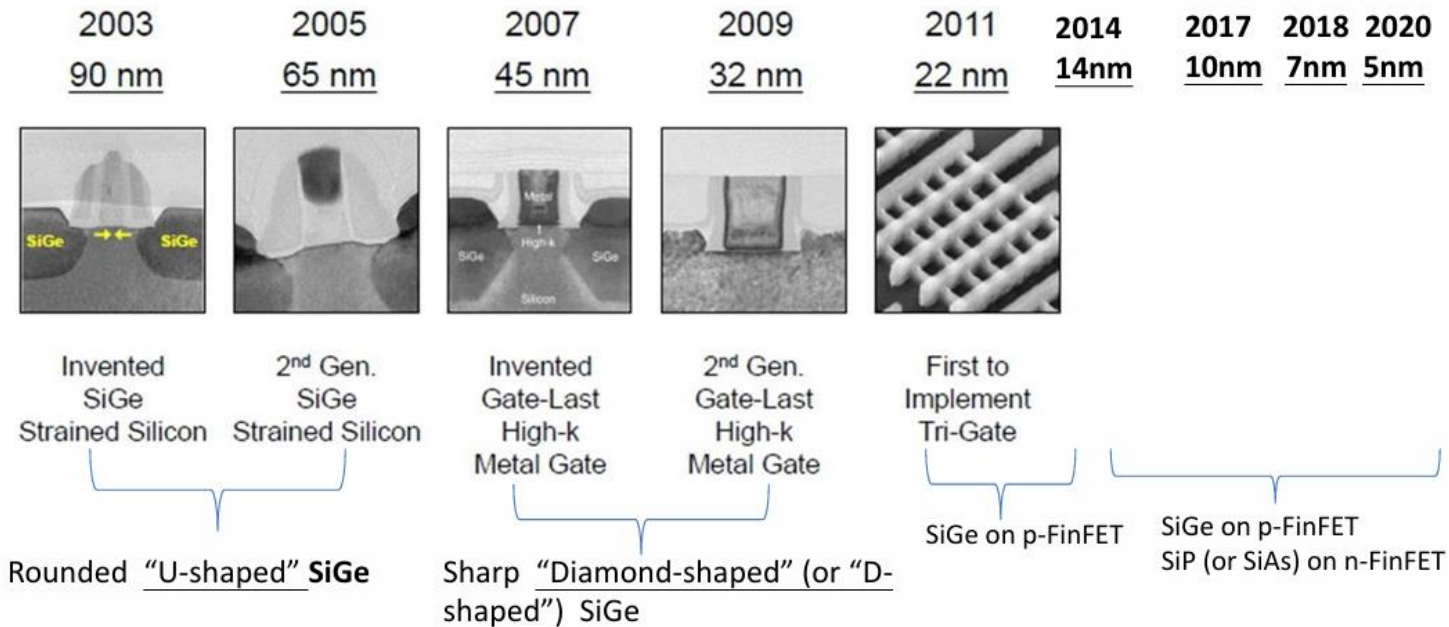 2003
90 nm
2005
65 nm
2007
45 nm
2009
32 nm
2011
22 nm
2014
14nm
2017
10nm
2018
7nm
2020
5nm
SiGe
SiGe
Metal
High-k
SiGe
SiGe
Silicon
Invented
SiGe
Strained Silicon
2nd Gen.
SiGe
Strained Silicon
Invented
Gate-Last
High-k
Metal Gate
2nd Gen.
Gate-Last
High-k
Metal Gate
First to
Implement
Tri-Gate
Rounded “U-shaped” SiGe
Sharp “Diamond-shaped” (or “D-
shaped”) SiGe
SiGe on p-FinFET
SiGe on p-FinFET
SiP (or SiAs) on n-FinFET